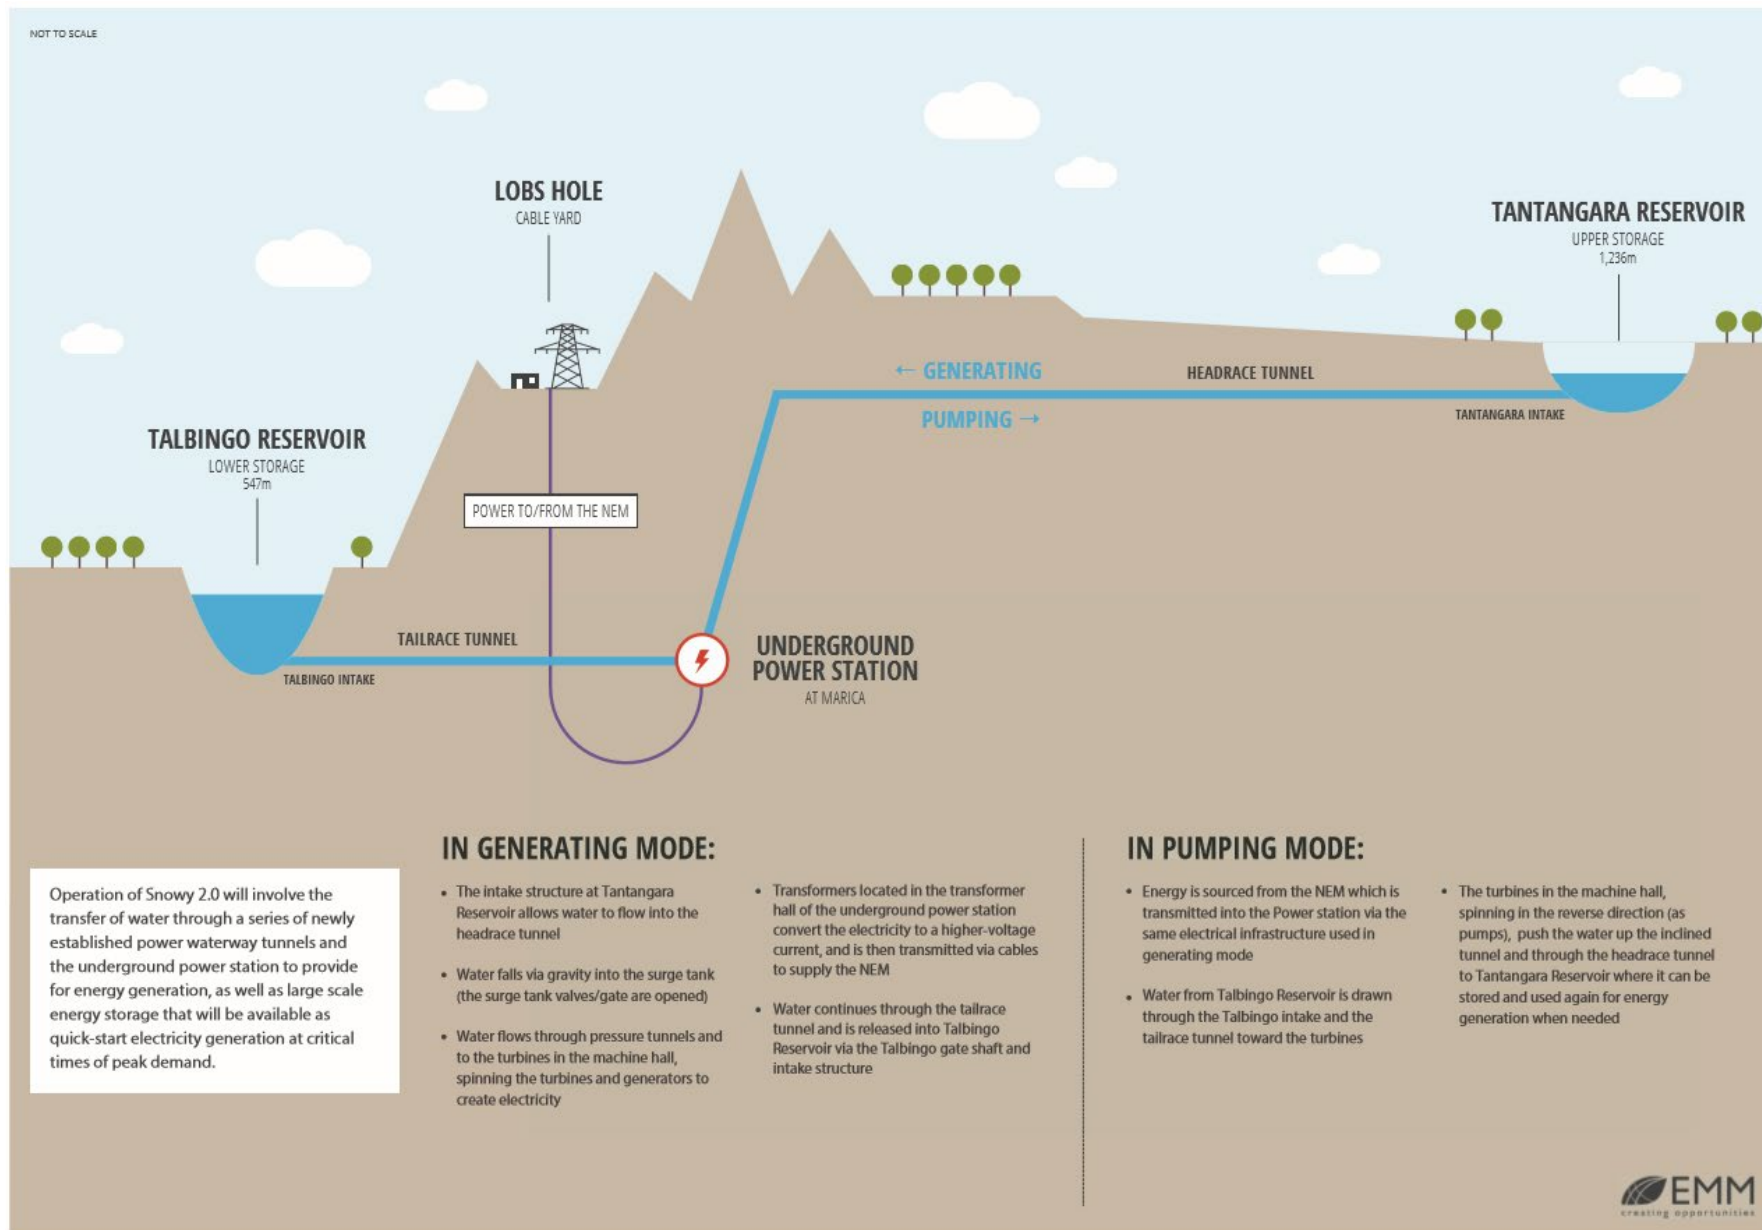 NOT TO SCALE
LOBS HOLE
CABLE YARD
TANTANGARA RESERVOIR
UPPER STORAGE
1,236m
← GENERATING
HEADRACE TUNNEL
PUMPING →
TANTANGARA INTAKE
TALBINGO RESERVOIR
LOWER STORAGE
547m
POWER TO/FROM THE NEM
TAILRACE TUNNEL
TALBINGO INTAKE
UNDERGROUND
POWER STATION
AT MARICA
Operation of Snowy 2.0 will involve the
transfer of water through a series of newly
established power waterway tunnels and
the underground power station to provide
for energy generation, as well as large scale
energy storage that will be available as
quick-start electricity generation at critical
times of peak demand.
IN GENERATING MODE:
• The intake structure at Tantangara
Reservoir allows water to flow into the
headrace tunnel
• Water falls via gravity into the surge tank
(the surge tank valves/gate are opened)
• Water flows through pressure tunnels and
to the turbines in the machine hall,
spinning the turbines and generators to
create electricity
• Transformers located in the transformer
hall of the underground power station
convert the electricity to a higher-voltage
current, and is then transmitted via cables
to supply the NEM
• Water continues through the tailrace
tunnel and is released into Talbingo
Reservoir via the Talbingo gate shaft and
intake structure
IN PUMPING MODE:
• Energy is sourced from the NEM which is
transmitted into the Power station via the
same electrical infrastructure used in
generating mode
• Water from Talbingo Reservoir is drawn
through the Talbingo intake and the
tailrace tunnel toward the turbines
• The turbines in the machine hall,
spinning in the reverse direction (as
pumps), push the water up the inclined
tunnel and through the headrace tunnel
to Tantangara Reservoir where it can be
stored and used again for energy
generation when needed
EMM
creating opportunities